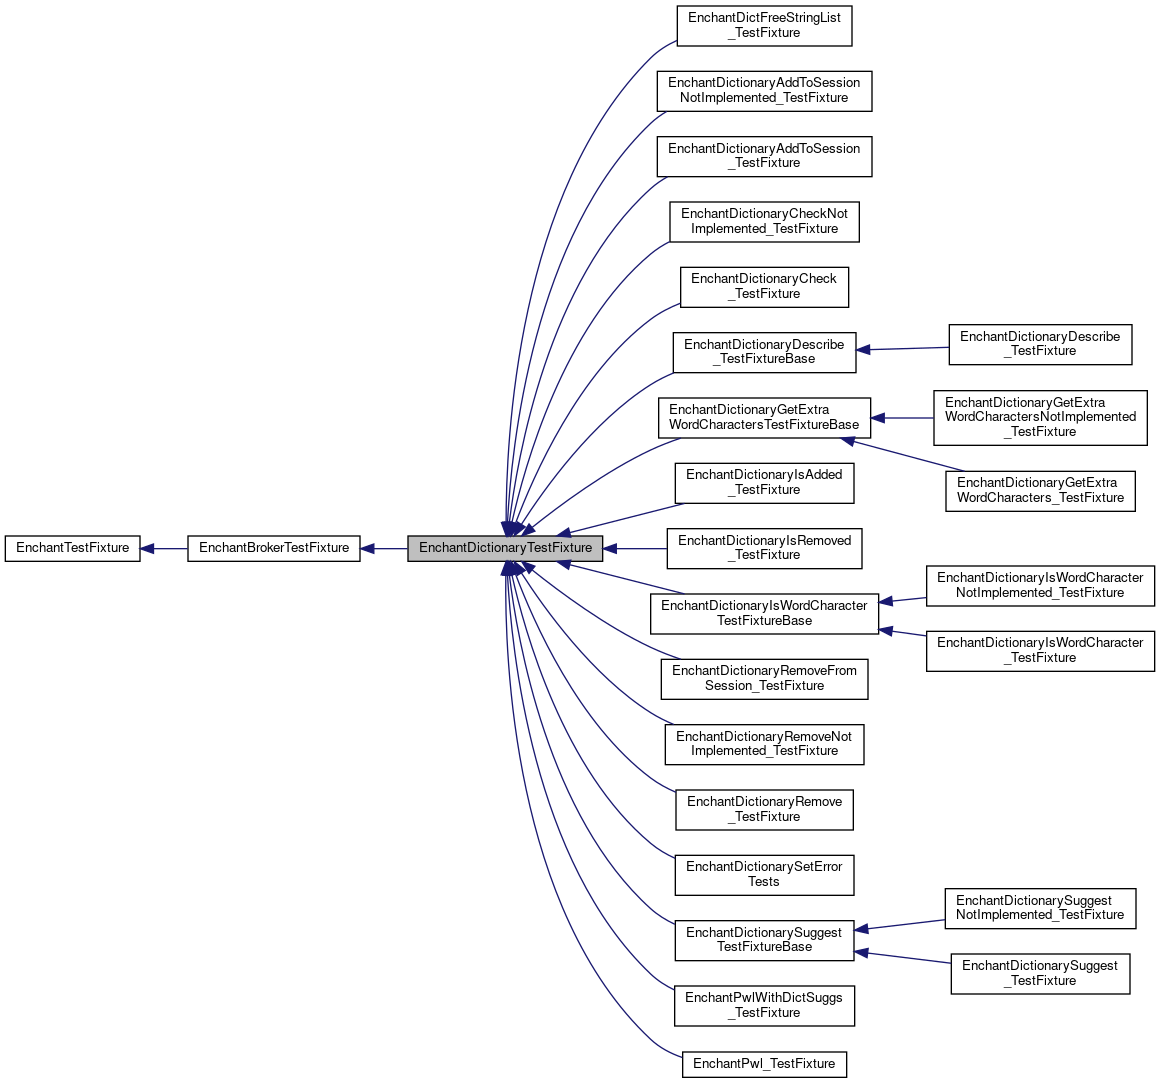 EnchantTestFixture
EnchantBrokerTestFixture
EnchantDictionaryTestFixture
EnchantDictFreeStringList
_TestFixture
EnchantDictionaryAddToSession
NotImplemented_TestFixture
EnchantDictionaryAddToSession
_TestFixture
EnchantDictionaryCheckNot
Implemented_TestFixture
EnchantDictionaryCheck
_TestFixture
EnchantDictionaryDescribe
_TestFixtureBase
EnchantDictionaryDescribe
_TestFixture
EnchantDictionaryGetExtra
WordCharactersTestFixtureBase
EnchantDictionaryGetExtra
WordCharactersNotImplemented
_TestFixture
EnchantDictionaryGetExtra
WordCharacters_TestFixture
EnchantDictionaryIsAdded
_TestFixture
EnchantDictionaryIsRemoved
_TestFixture
EnchantDictionaryIsWordCharacter
TestFixtureBase
EnchantDictionaryIsWordCharacter
NotImplemented_TestFixture
EnchantDictionaryIsWordCharacter
_TestFixture
EnchantDictionaryRemoveFrom
Session_TestFixture
EnchantDictionaryRemoveNot
Implemented_TestFixture
EnchantDictionaryRemove
_TestFixture
EnchantDictionarySetError
Tests
EnchantDictionarySuggest
TestFixtureBase
EnchantDictionarySuggest
NotImplemented_TestFixture
EnchantDictionarySuggest
_TestFixture
EnchantPwlWithDictSuggs
_TestFixture
EnchantPwl_TestFixture